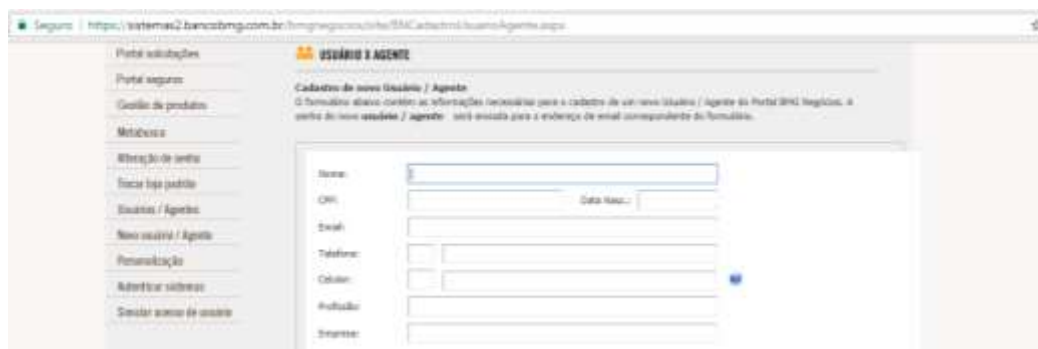 Seguro | https://sistemas2.bancobmg.com.br/bmgnegocios/site/BMCadastroUsuarioAgente.aspx
Portal solicitações
Portal seguros
Gestão de produtos
Metabusca
Alteração de senha
Trocar loja padrão
Usuários / Agentes
Novo usuário / Agente
Personalização
Autenticar sistemas
Simular acesso de usuário
USUÁRIO X AGENTE
Cadastro de novo Usuário / Agente
O formulário abaixo contém as informações necessárias para o cadastro de um novo Usuário / Agente do Portal BMG Negócios. A
senha do novo usuário / agente será enviada para o endereço de email correspondente do formulário.
Nome:
CPF: Data Nasc.:
Email:
Telefone:
Celular:
Profissão:
Empresa: